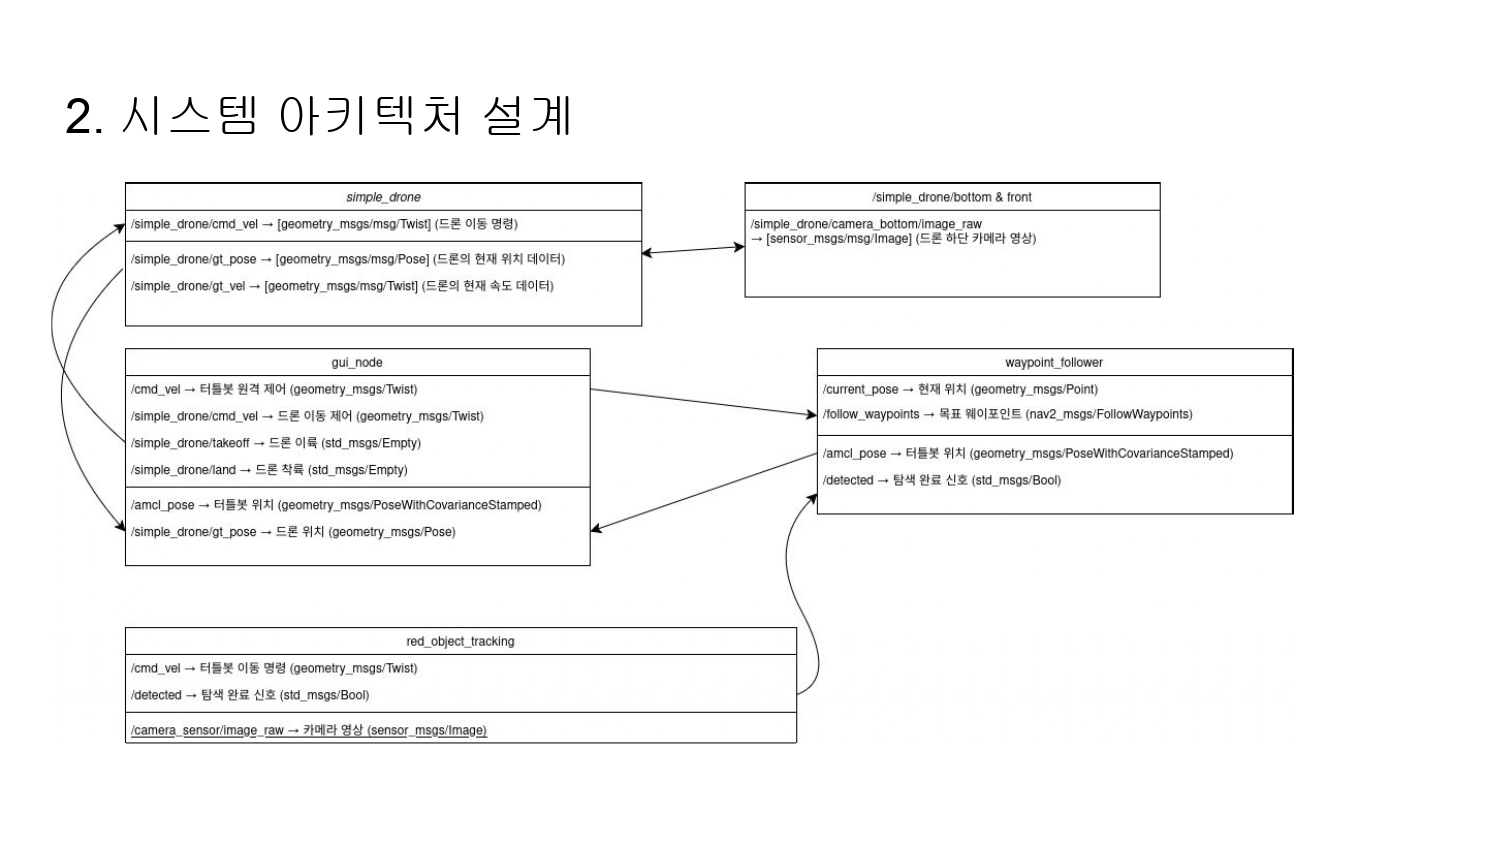 2. 시스템 아키텍처 설계
simple_drone
/simple_drone/cmd_vel → [geometry_msgs/msg/Twist] (드론 이동 명령)
/simple_drone/gt_pose → [geometry_msgs/msg/Pose] (드론의 현재 위치 데이터)
/simple_drone/gt_vel → [geometry_msgs/msg/Twist] (드론의 현재 속도 데이터)
/simple_drone/bottom & front
/simple_drone/camera_bottom/image_raw
→ [sensor_msgs/msg/Image] (드론 하단 카메라 영상)
gui_node
/cmd_vel → 터틀봇 원격 제어 (geometry_msgs/Twist)
/simple_drone/cmd_vel → 드론 이동 제어 (geometry_msgs/Twist)
/simple_drone/takeoff → 드론 이륙 (std_msgs/Empty)
/simple_drone/land → 드론 착륙 (std_msgs/Empty)
/amcl_pose → 터틀봇 위치 (geometry_msgs/PoseWithCovarianceStamped)
/simple_drone/gt_pose → 드론 위치 (geometry_msgs/Pose)
waypoint_follower
/current_pose → 현재 위치 (geometry_msgs/Point)
/follow_waypoints → 목표 웨이포인트 (nav2_msgs/FollowWaypoints)
/amcl_pose → 터틀봇 위치 (geometry_msgs/PoseWithCovarianceStamped)
/detected → 탐색 완료 신호 (std_msgs/Bool)
red_object_tracking
/cmd_vel → 터틀봇 이동 명령 (geometry_msgs/Twist)
/detected → 탐색 완료 신호 (std_msgs/Bool)
/camera_sensor/image_raw → 카메라 영상 (sensor_msgs/Image)